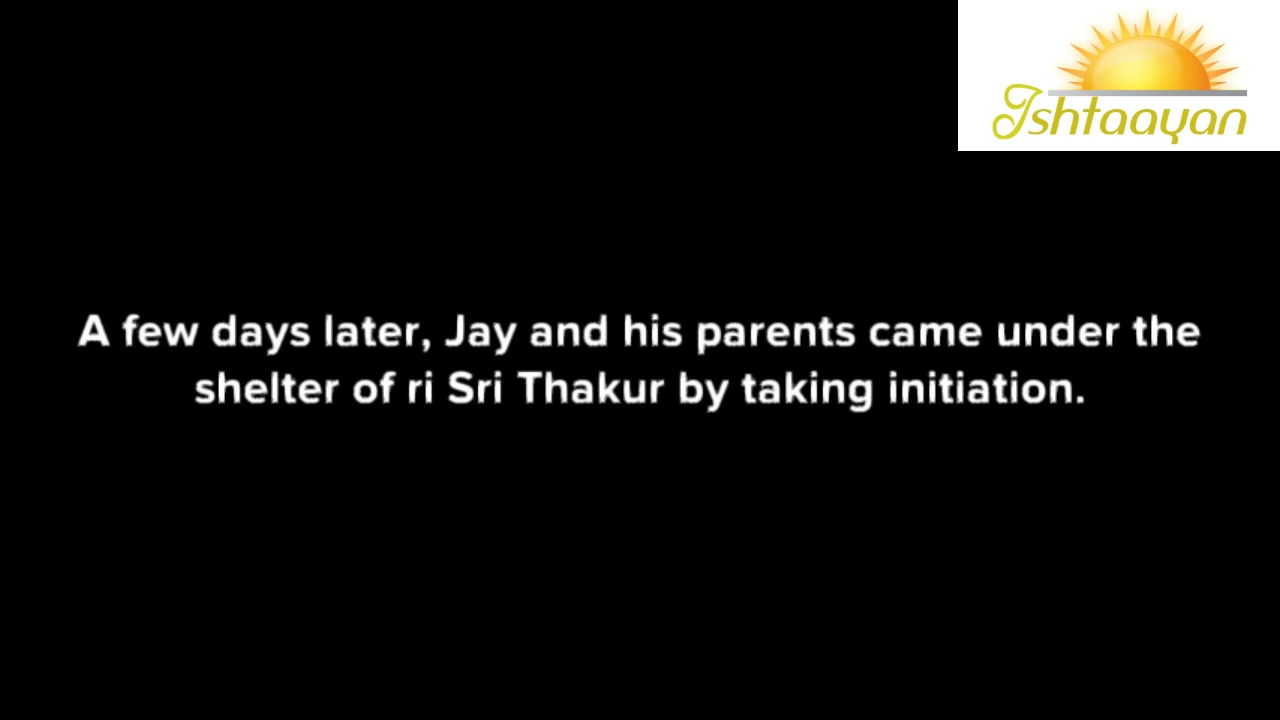 Ishtaayan
A few days later, Jay and his parents came under the
shelter of ri Sri Thakur by taking initiation.